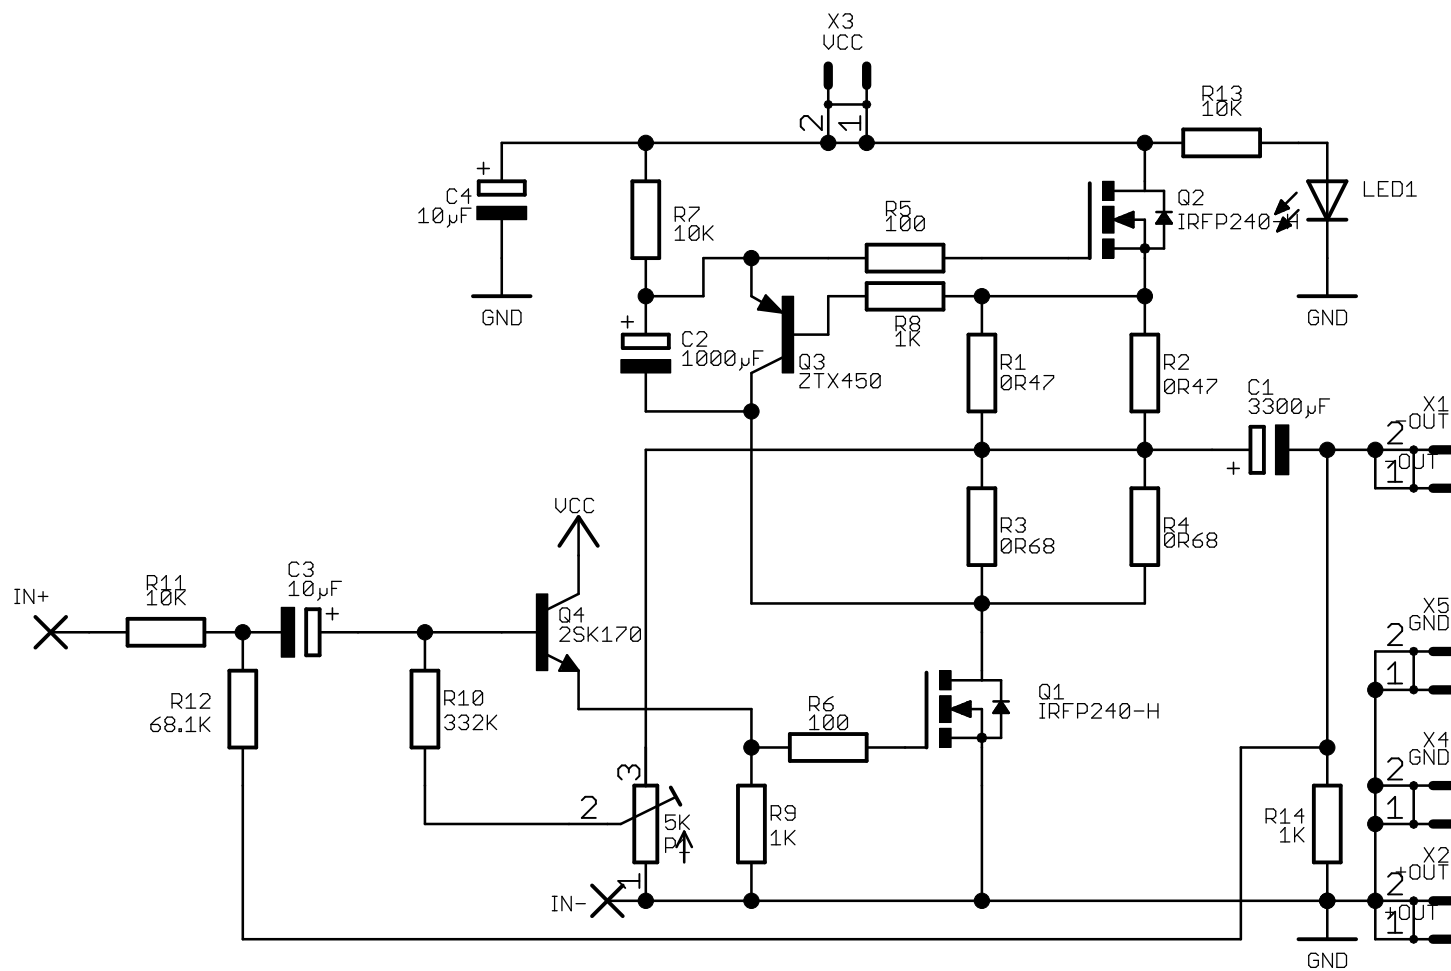 X3
VCC
2 1
R13
10K
+
C4
10µF
R7
10K
R5
100
Q2
IRFP240-H
LED1
GND
+
C2
1000µF
R8
1K
Q3
ZTX450
R1
0R47
R2
0R47
GND
C1
3300µF
+
X1
-OUT
2
-OUT
1
VCC
R3
0R68
R4
0R68
IN+
R11
10K
C3
10µF
+
Q4
2SK170
X5
GND
2
1
R12
68.1K
R10
332K
R6
100
Q1
IRFP240-H
X4
GND
2
1
3
2
5K
P1
1
R9
1K
R14
1K
IN-
X2
+OUT
2
+OUT
1
GND